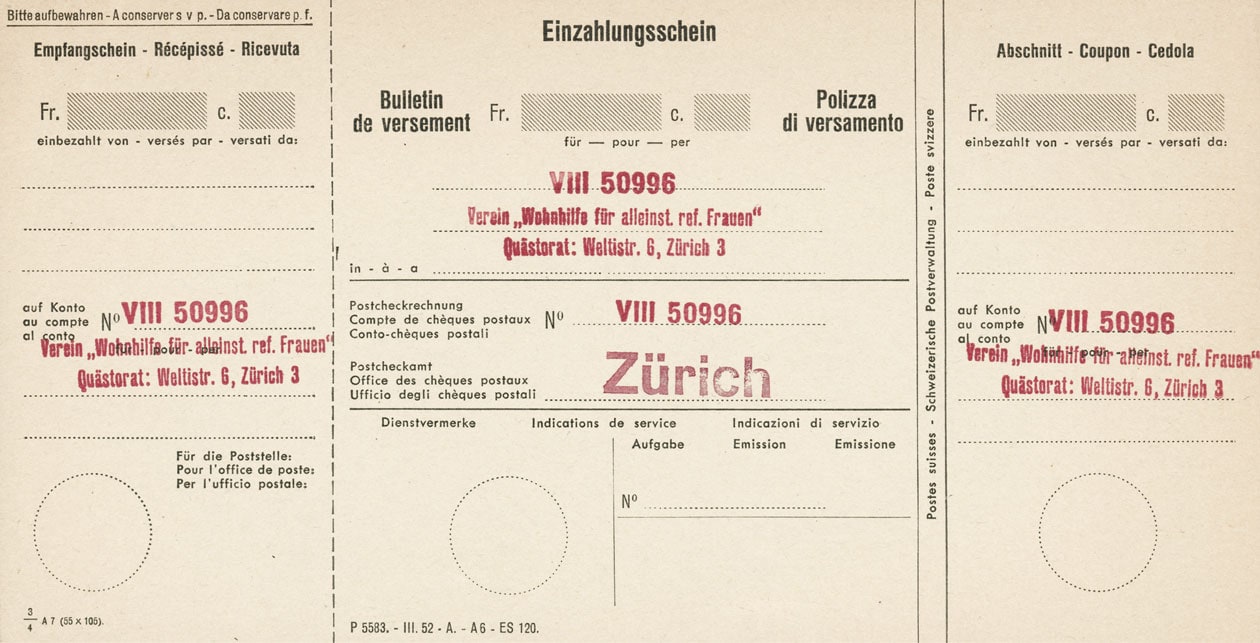 Bitte aufbewahren - A conserver s v p. - Da conservare p. f.
Empfangschein - Récépissé - Ricevuta
Fr. c.
einbezahlt von - versés par - versati da:
auf Konto
au compte
al conto
Nº VIII 50996
für - pour - per
Verein „Wohnhilfe für alleinst. ref. Frauen“
Quästorat: Weltistr. 6, Zürich 3
Für die Poststelle:
Pour l'office de poste:
Per l'ufficio postale:
3/4 A 7 (55 x 105).
Einzahlungsschein
Bulletin
de versement
Fr. c.
Polizza
di versamento
für — pour — per
VIII 50996
Verein „Wohnhilfe für alleinst. ref. Frauen“
Quästorat: Weltistr. 6, Zürich 3
in - à - a
Postcheckrechnung
Compte de chèques postaux
Conto-chèques postali
Nº VIII 50996
Postcheckamt
Office des chèques postaux
Ufficio degli chèques postali
Zürich
Dienstvermerke Indications de service Indicazioni di servizio
Aufgabe Emission Emissione
Nº
P 5583. - III. 52 - A. - A 6 - ES 120.
Postes suisses - Schweizerische Postverwaltung - Poste svizzere
Abschnitt - Coupon - Cedola
Fr. c.
einbezahlt von - versés par - versati da:
auf Konto
au compte
al conto
Nº VIII 50996
für - pour - per
Verein „Wohnhilfe für alleinst. ref. Frauen“
Quästorat: Weltistr. 6, Zürich 3